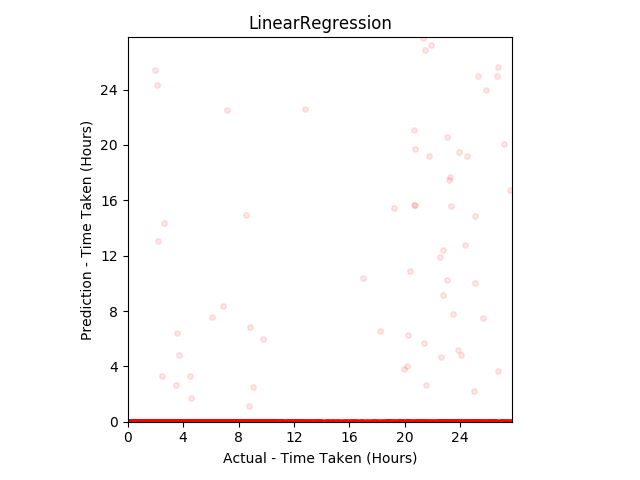 LinearRegression
Prediction - Time Taken (Hours)
24
20
16
12
8
4
0
0 4 8 12 16 20 24
Actual - Time Taken (Hours)